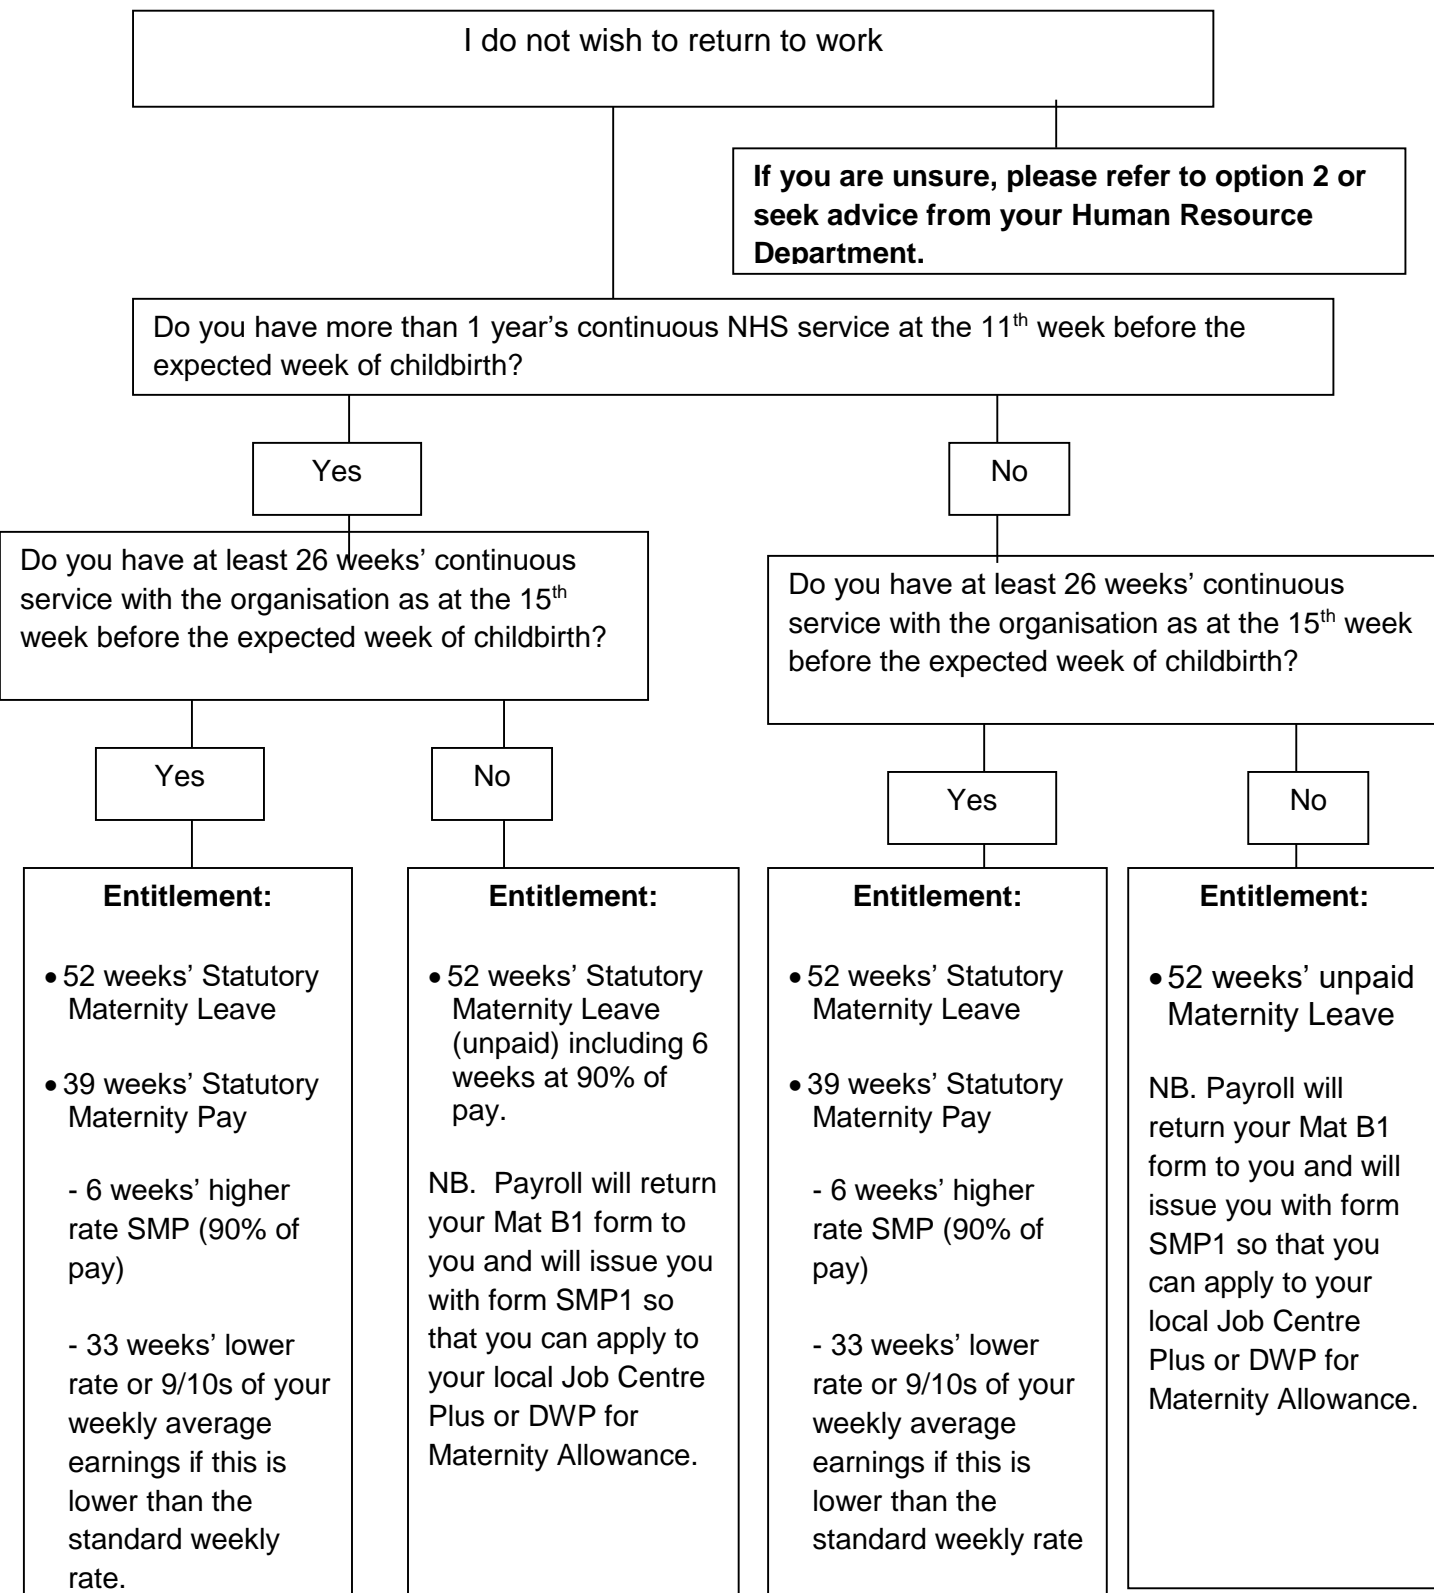 I do not wish to return to work
If you are unsure, please refer to option 2 or
seek advice from your Human Resource
Department.
Do you have more than 1 year’s continuous NHS service at the 11th week before the
expected week of childbirth?
Yes
No
Do you have at least 26 weeks’ continuous
service with the organisation as at the 15th
week before the expected week of childbirth?
Do you have at least 26 weeks’ continuous
service with the organisation as at the 15th week
before the expected week of childbirth?
Yes
No
Yes
No
Entitlement:
• 52 weeks’ Statutory
Maternity Leave
• 39 weeks’ Statutory
Maternity Pay
- 6 weeks’ higher
rate SMP (90% of
pay)
- 33 weeks’ lower
rate or 9/10s of your
weekly average
earnings if this is
lower than the
standard weekly
rate.
Entitlement:
• 52 weeks’ Statutory
Maternity Leave
(unpaid) including 6
weeks at 90% of
pay.
NB. Payroll will return
your Mat B1 form to
you and will issue you
with form SMP1 so
that you can apply to
your local Job Centre
Plus or DWP for
Maternity Allowance.
Entitlement:
• 52 weeks’ Statutory
Maternity Leave
• 39 weeks’ Statutory
Maternity Pay
- 6 weeks’ higher
rate SMP (90% of
pay)
- 33 weeks’ lower
rate or 9/10s of your
weekly average
earnings if this is
lower than the
standard weekly rate
Entitlement:
• 52 weeks’ unpaid
Maternity Leave
NB. Payroll will
return your Mat B1
form to you and will
issue you with form
SMP1 so that you
can apply to your
local Job Centre
Plus or DWP for
Maternity Allowance.